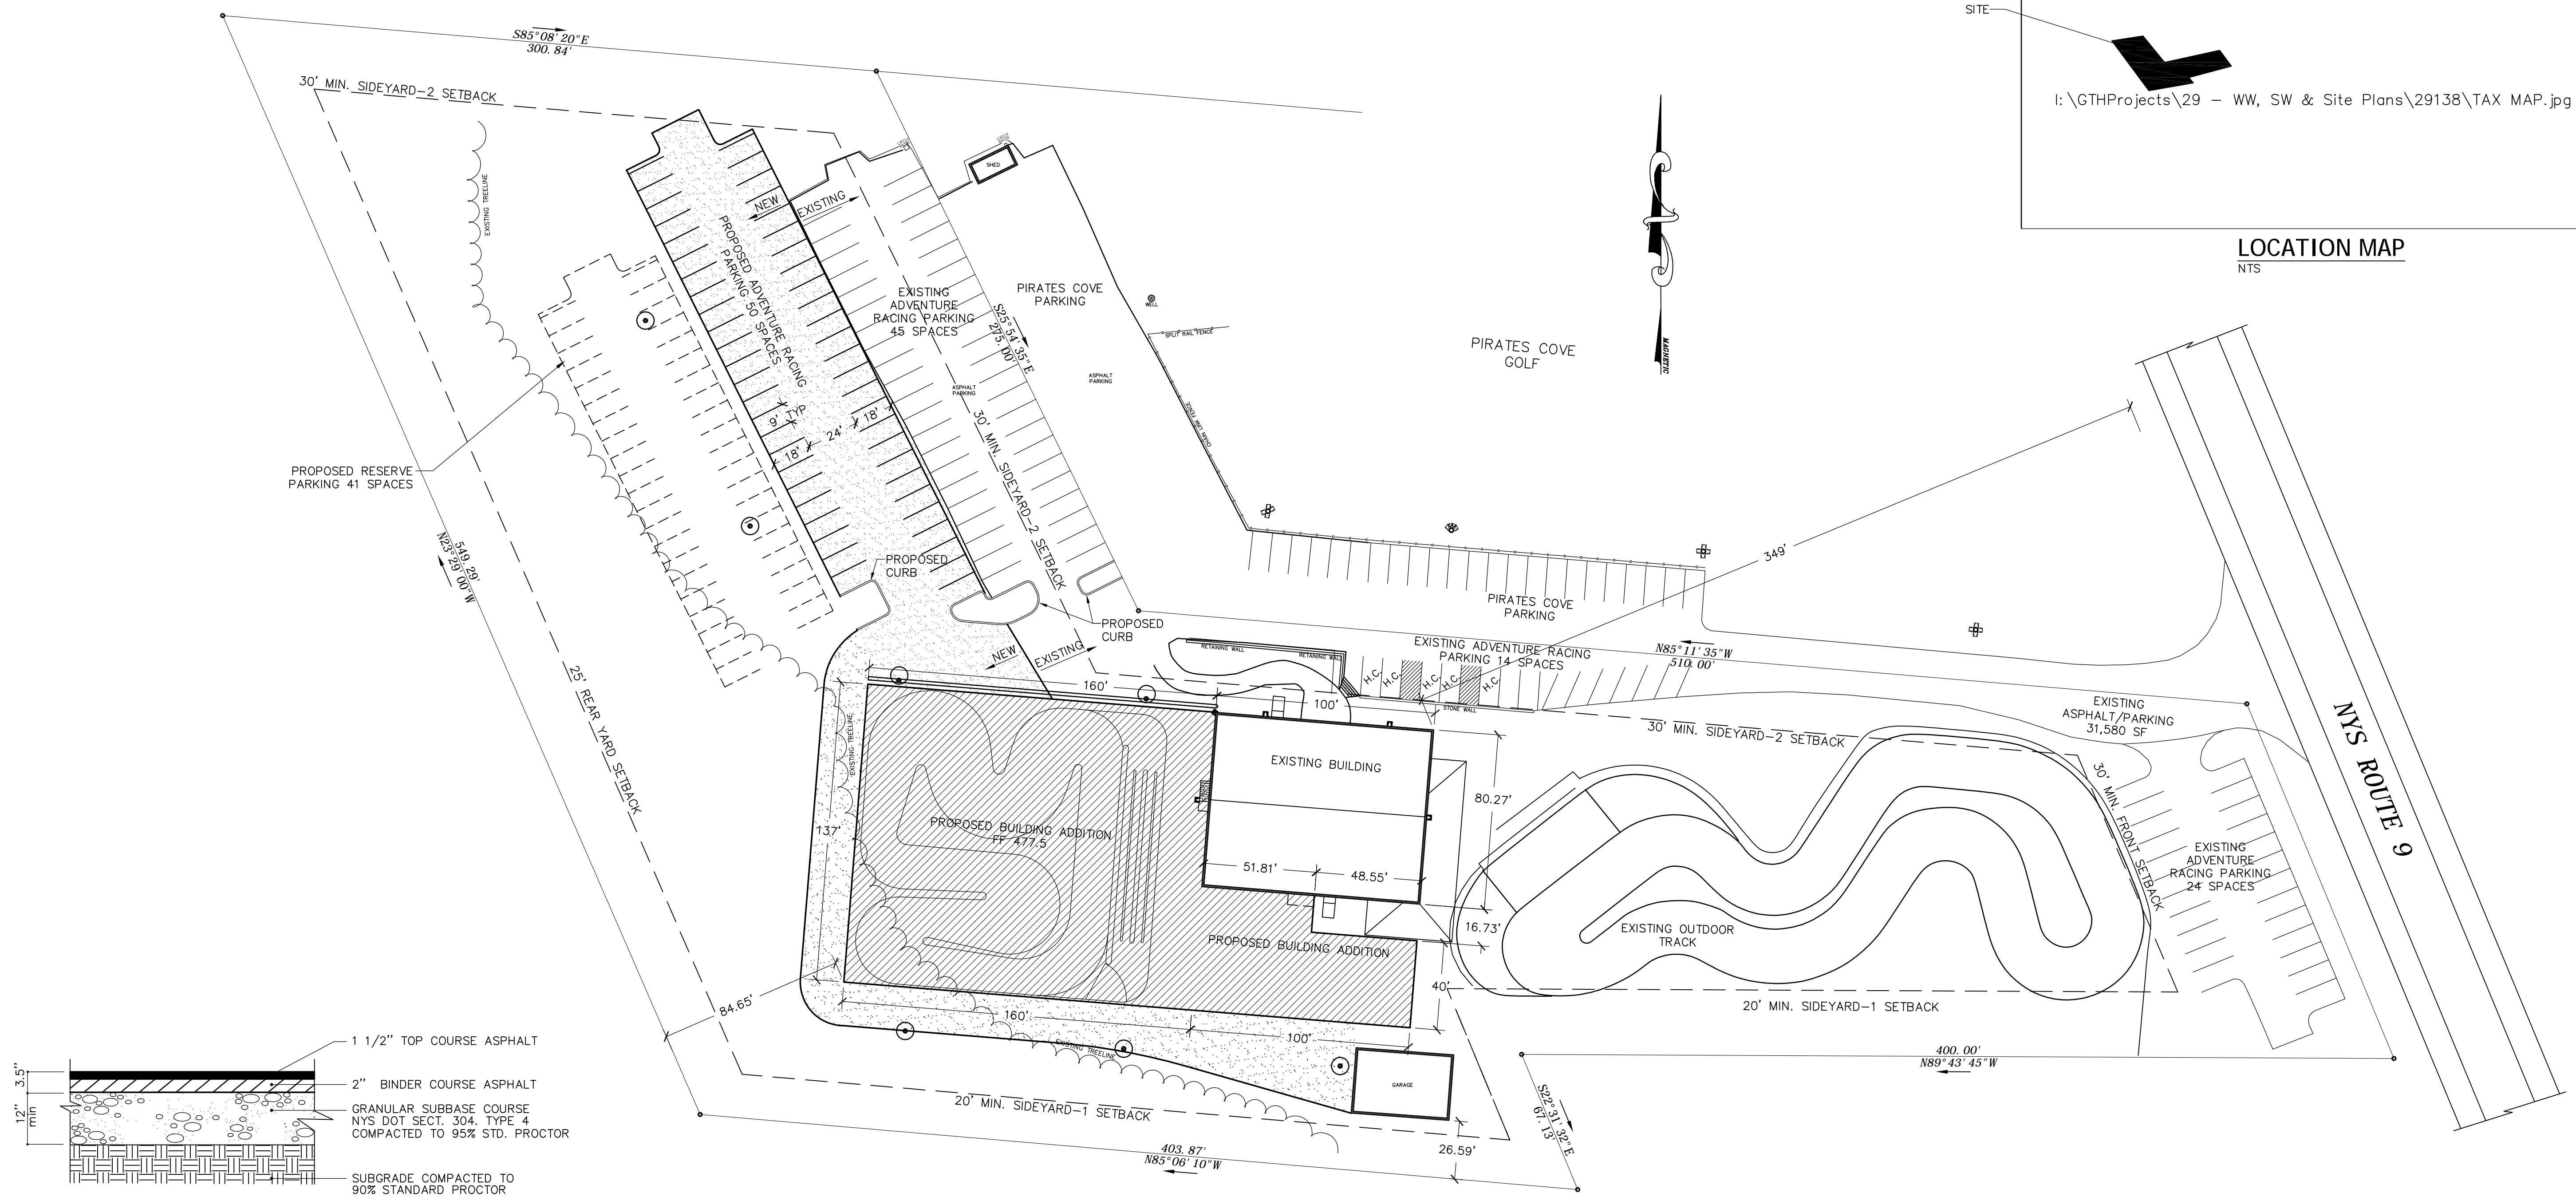 SITE
I:\GTHProjects\29 - WW, SW & Site Plans\29138\TAX MAP.jpg
LOCATION MAP
NTS
S85°08'20"E
300.84'
30' MIN. SIDEYARD-2 SETBACK
EXISTING TREELINE
NEW
EXISTING
SHED
PROPOSED ADVENTURE RACING
PARKING 50 SPACES
EXISTING
ADVENTURE
RACING PARKING
45 SPACES
PIRATES COVE
PARKING
S25°54'35"E
275.00'
WELL
SPLIT RAIL FENCE
ASPHALT
PARKING
ASPHALT
PARKING
CHAIN LINK FENCE
PIRATES COVE
GOLF
MAGNETIC
9' TYP
18'
24'
18'
30' MIN. SIDEYARD-2 SETBACK
PROPOSED RESERVE
PARKING 41 SPACES
549.29'
N23°29'00"W
PROPOSED
CURB
PROPOSED
CURB
349'
PIRATES COVE
PARKING
NEW
EXISTING
RETAINING WALL
RETAINING WALL
EXISTING ADVENTURE RACING
PARKING 14 SPACES
N85°11'35"W
510.00'
H.C.
H.C.
H.C.
H.C.
H.C.
STONE WALL
160'
100'
25' REAR YARD SETBACK
EXISTING TREELINE
30' MIN. SIDEYARD-2 SETBACK
EXISTING
ASPHALT/PARKING
31,580 SF
NYS ROUTE 9
EXISTING BUILDING
80.27'
30' MIN. FRONT SETBACK
137'
PROPOSED BUILDING ADDITION
FF 477.5
51.81'
48.55'
EXISTING
ADVENTURE
RACING PARKING
24 SPACES
16.73'
EXISTING OUTDOOR
TRACK
PROPOSED BUILDING ADDITION
40'
84.65'
160'
100'
20' MIN. SIDEYARD-1 SETBACK
EXISTING TREELINE
400.00'
N89°43'45"W
GARAGE
S22°31'32"E
67.13'
20' MIN. SIDEYARD-1 SETBACK
26.59'
403.87'
N85°06'10"W
3.5"
12"
min
1 1/2" TOP COURSE ASPHALT
2" BINDER COURSE ASPHALT
GRANULAR SUBBASE COURSE
NYS DOT SECT. 304. TYPE 4
COMPACTED TO 95% STD. PROCTOR
SUBGRADE COMPACTED TO
90% STANDARD PROCTOR